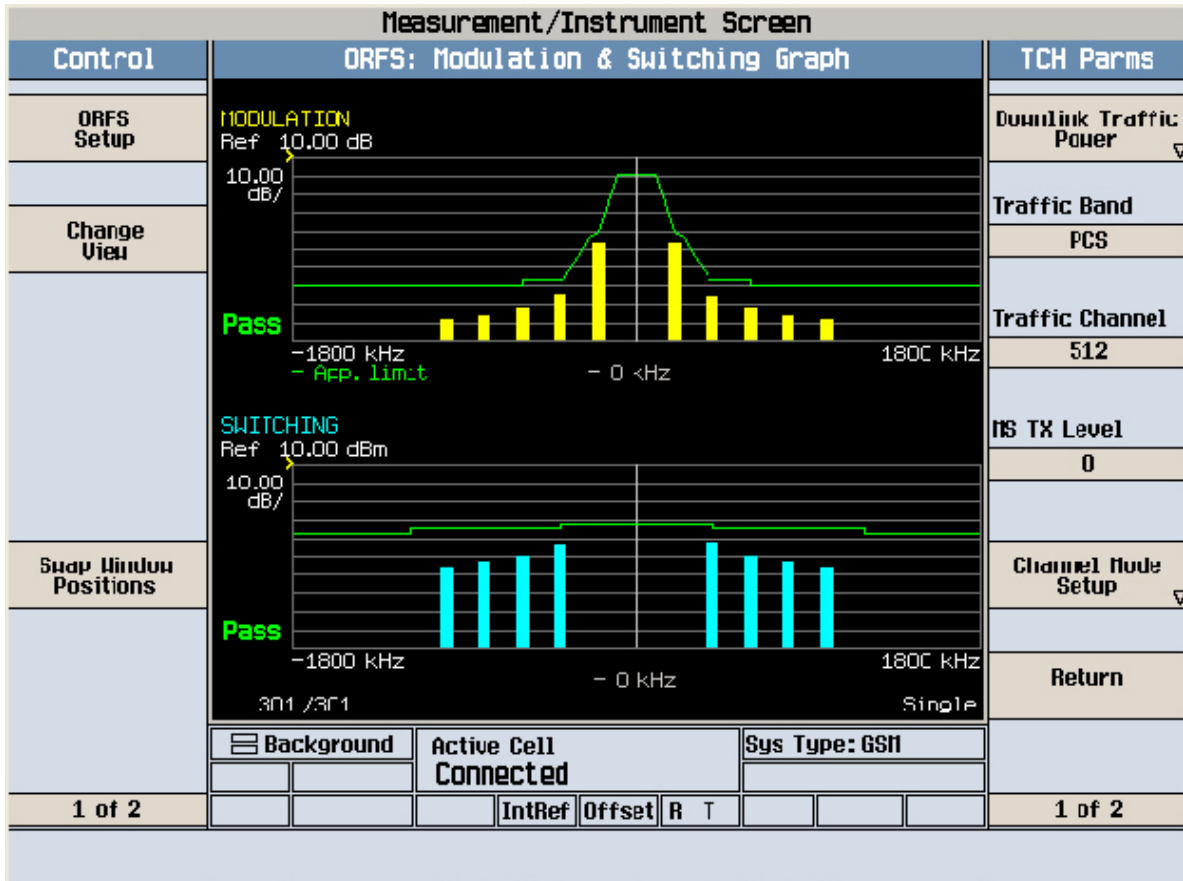 Measurement/Instrument Screen
Control
ORFS: Modulation & Switching Graph
TCH Parms
ORFS
Setup
Change
View
Swap Window
Positions
1 of 2
MODULATION
Ref 10.00 dB
10.00
dB/
Pass
-1800 kHz
1800 kHz
- App. limit
- 0 kHz
SWITCHING
Ref 10.00 dBm
10.00
dB/
Pass
-1800 kHz
1800 kHz
- 0 kHz
301/301
Single
Background
Active Cell
Connected
Sys Type: GSM
IntRef
Offset
R T
Downlink Traffic
Power
Traffic Band
PCS
Traffic Channel
512
MS TX Level
0
Channel Mode
Setup
Return
1 of 2